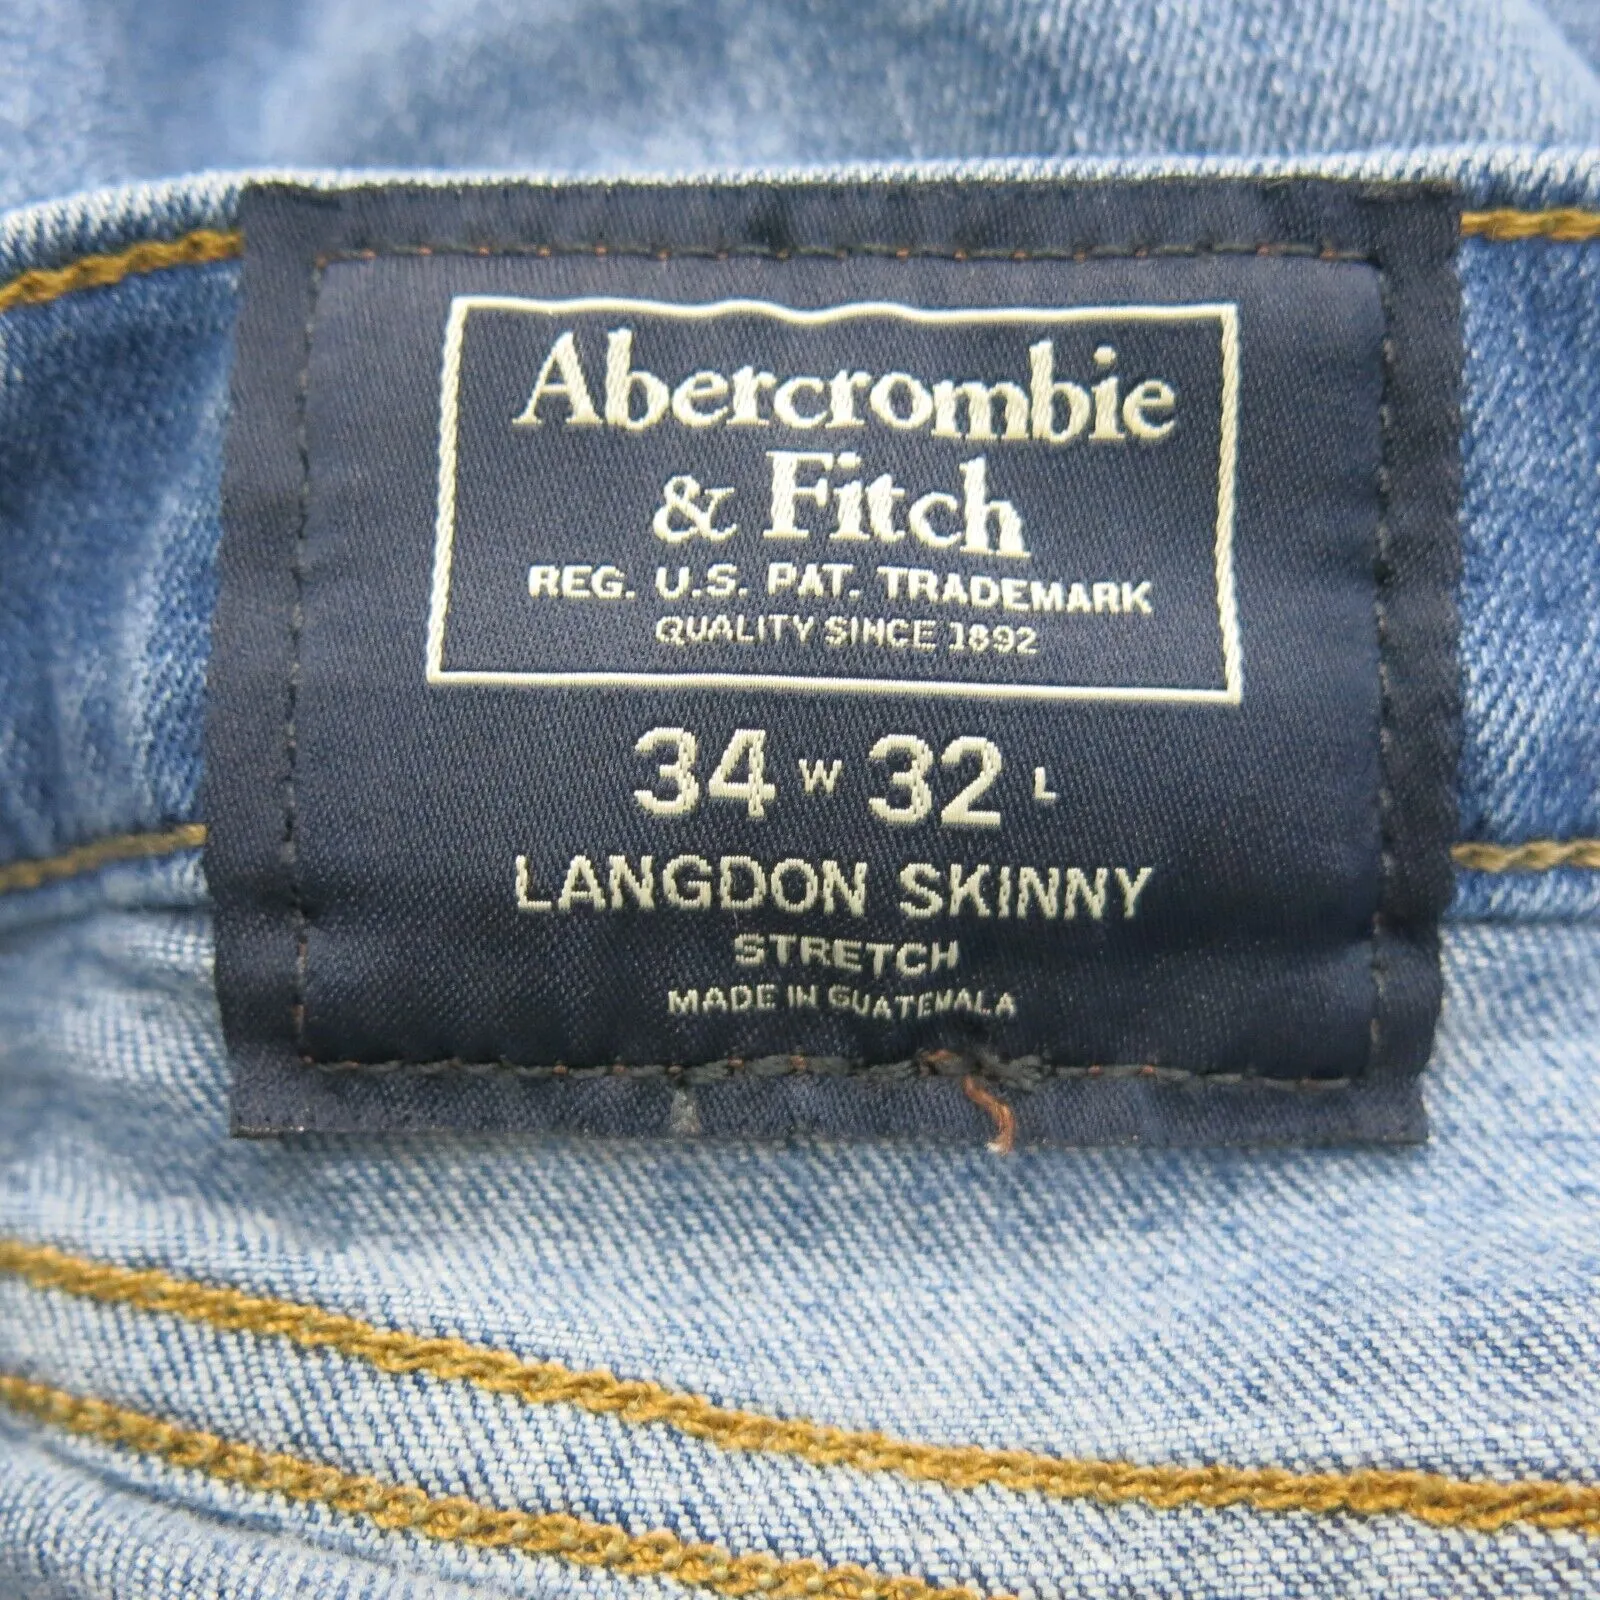 Abercrombie
& Fitch
REG. U.S. PAT. TRADEMARK
QUALITY SINCE 1892
34 W 32 L
LANGDON SKINNY
STRETCH
MADE IN GUATEMALA